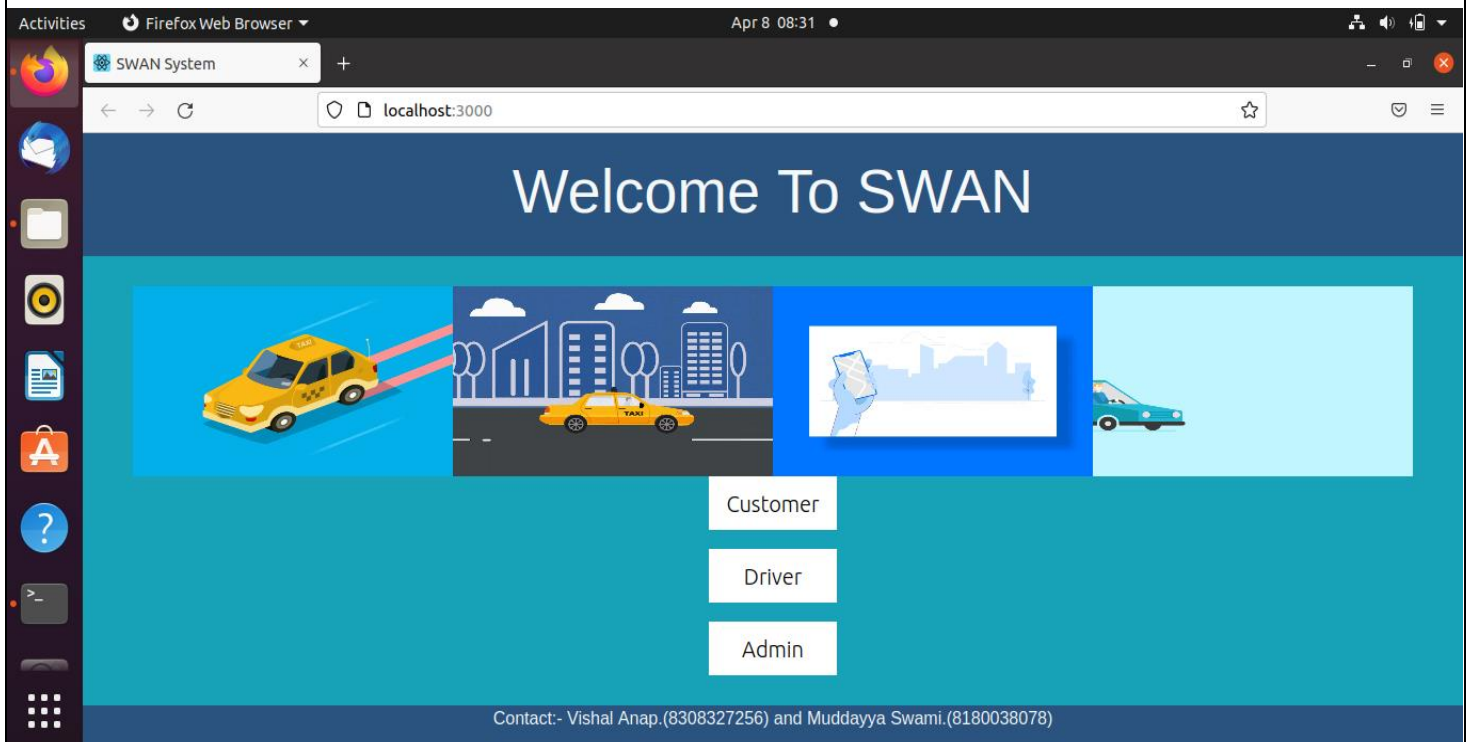 Activities Firefox Web Browser Apr 8 08:31
SWAN System
localhost:3000
Welcome To SWAN
TAXI
TAXI
Customer
Driver
Admin
Contact:- Vishal Anap.(8308327256) and Muddayya Swami.(8180038078)